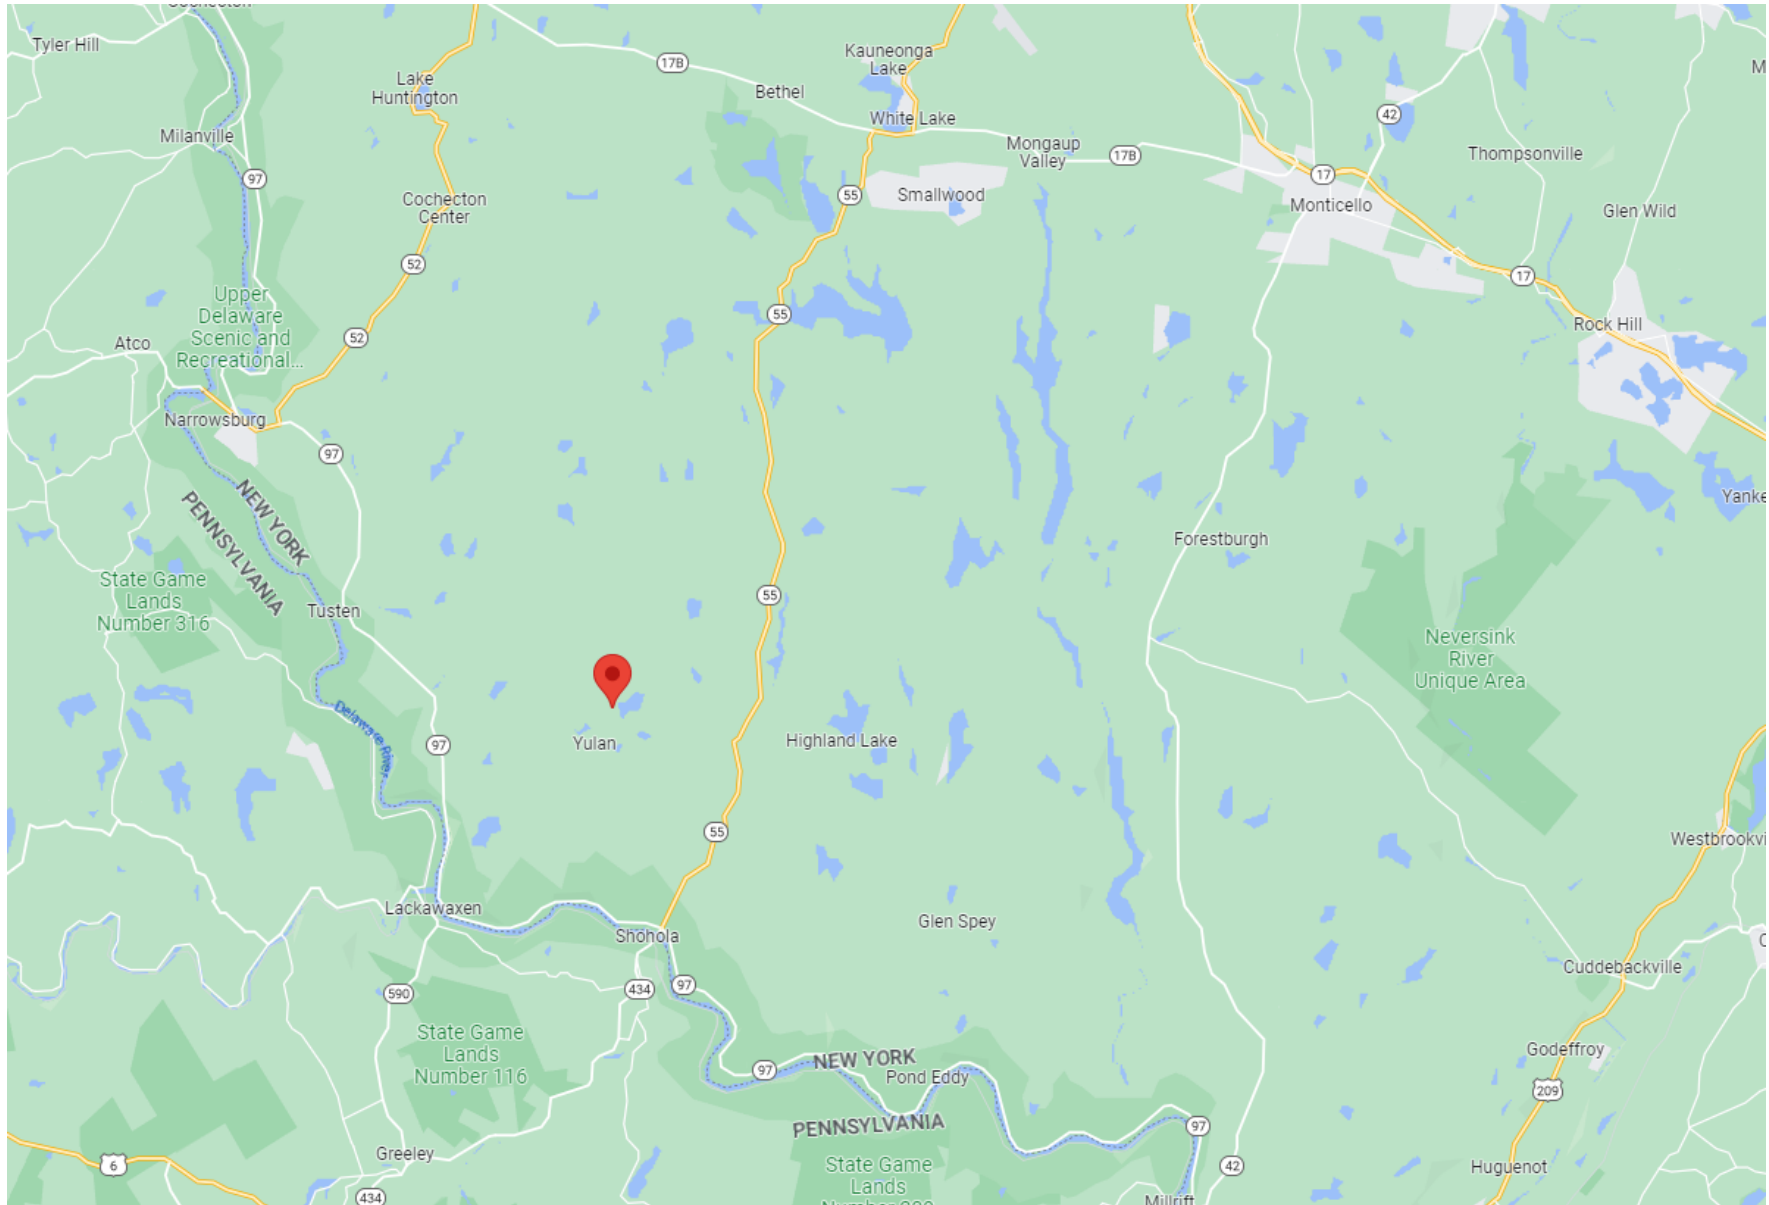 Cochecton
Tyler Hill
Kauneonga
Lake
17B
Lake
Huntington
Bethel
42
White Lake
Milanville
Mongaup
Valley
17B
Thompsonville
97
17
55
Smallwood
Cochecton
Center
Monticello
Glen Wild
52
17
Upper
Delaware
Scenic and
Recreational...
55
Rock Hill
52
Atco
Narrowsburg
97
NEW YORK
PENNSYLVANIA
Yanke
Forestburgh
State Game
Lands
Number 316
55
Tusten
Neversink
River
Unique Area
Delaware River
97
Yulan
Highland Lake
55
Westbrookvi
Lackawaxen
Glen Spey
Shohola
Cuddebackville
590
434
97
State Game
Lands
Number 116
NEW YORK
97
Pond Eddy
Godeffroy
209
PENNSYLVANIA
97
Greeley
6
State Game
Lands
42
Huguenot
434
Millrift